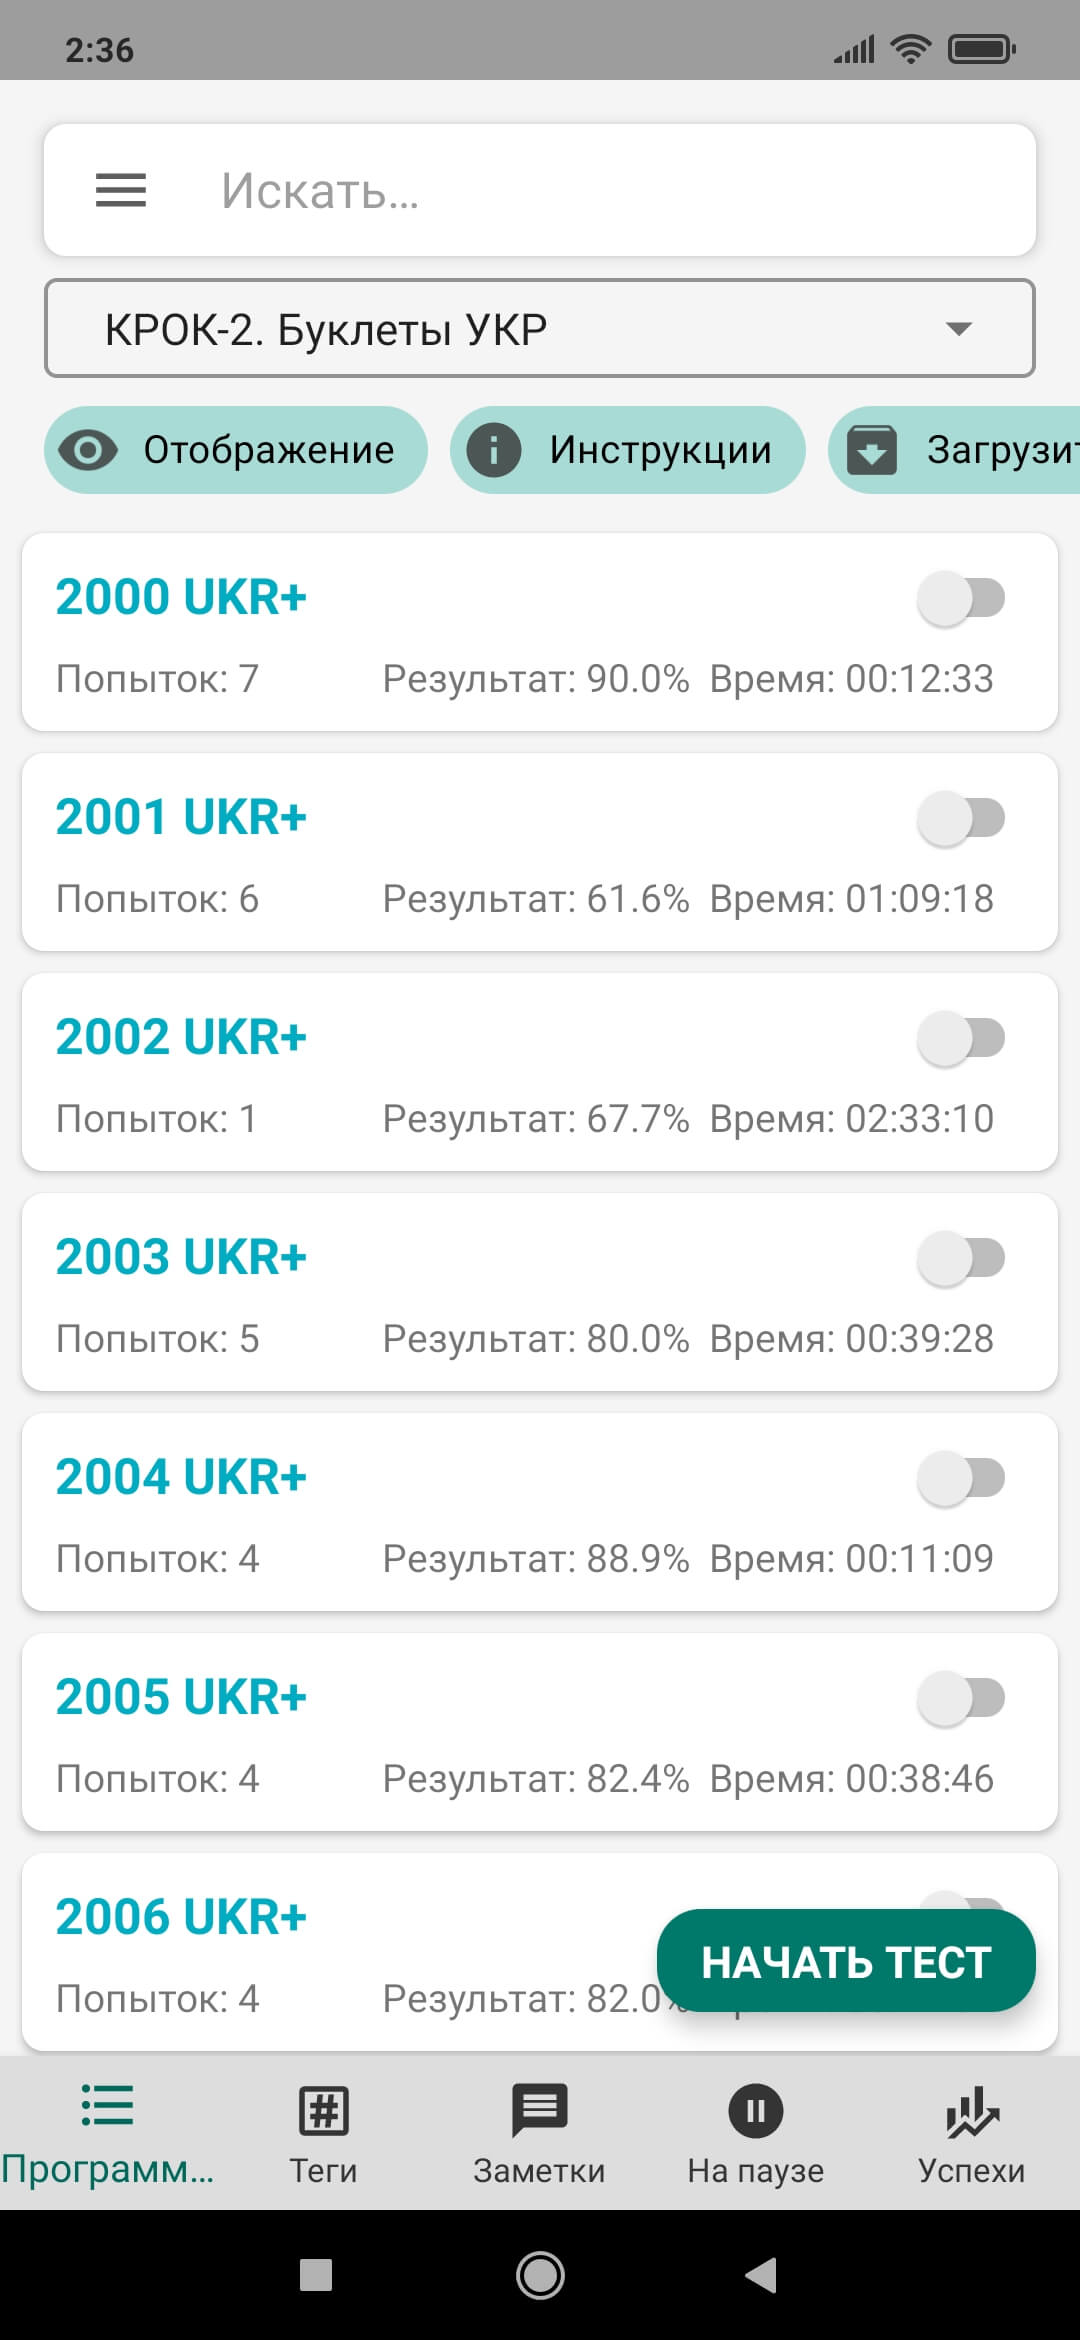 2:36
Искать...
КРОК-2. Буклеты УКР
Отображение Инструкции Загрузит
2000 UKR+
Попыток: 7 Результат: 90.0% Время: 00:12:33
2001 UKR+
Попыток: 6 Результат: 61.6% Время: 01:09:18
2002 UKR+
Попыток: 1 Результат: 67.7% Время: 02:33:10
2003 UKR+
Попыток: 5 Результат: 80.0% Время: 00:39:28
2004 UKR+
Попыток: 4 Результат: 88.9% Время: 00:11:09
2005 UKR+
Попыток: 4 Результат: 82.4% Время: 00:38:46
2006 UKR+
НАЧАТЬ ТЕСТ
Попыток: 4 Результат: 82.0%
Программ... Теги Заметки На паузе Успехи